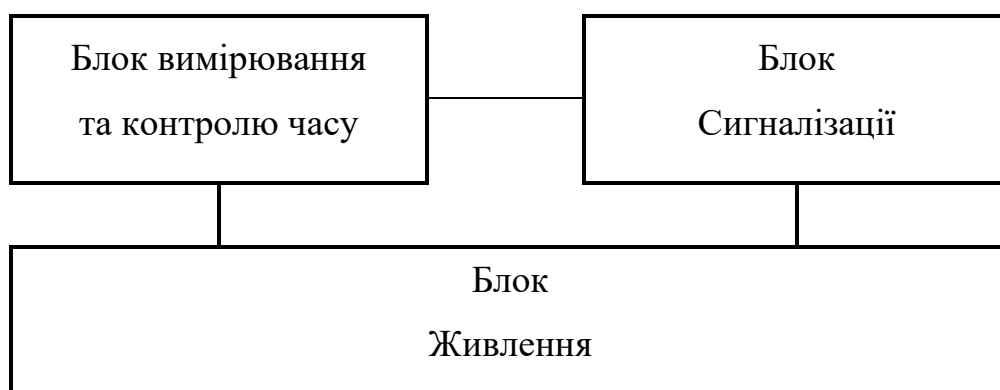 Блок вимірювання
та контролю часу
Блок
Сигналізації
Блок
Живлення